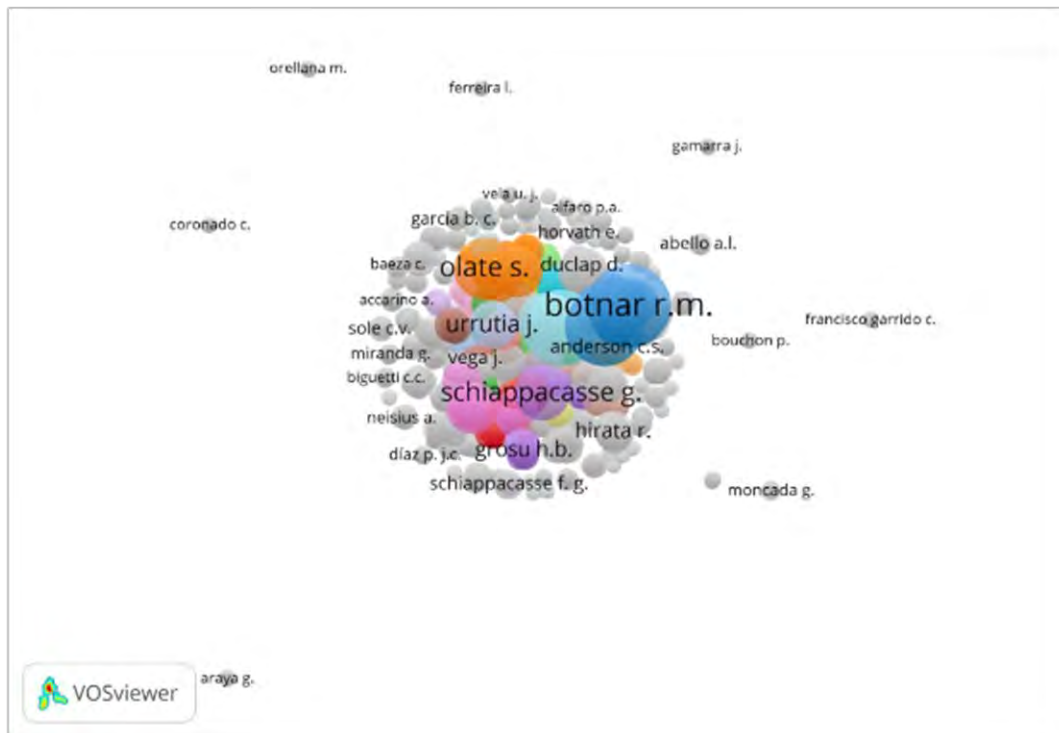 orellana m.
ferreira l.
gamarra j.
vela u. j.
alfaro p.a.
garcia b. c.
coronado c.
horvath e.
abello a.l.
baeza c.
olate s.
duclap d.
accarino a.
botnar r.m.
sole c.v.
urrutia j.
francisco garrido c.
bouchon p.
miranda g.
vega j.
anderson c.s.
biguetti c.c.
schiappacasse g.
neisius a.
hirata r.
díaz p. j.c.
grosu h.b.
schiappacasse f. g.
moncada g.
araya g.
VOSviewer